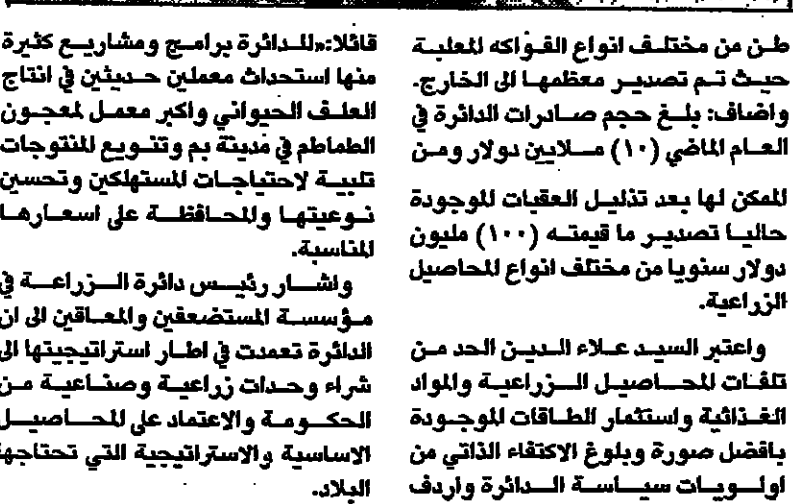 طن من مختلف انواع الفواكه المعلبة
حيث تم تصدير معظمها الى الخارج.
واضاف: بلغ حجم صادرات الدائرة في
العام الماضي (١٠) ملايين دولار ومن
الممكن لها بعد تذليل العقبات الموجودة
حاليا تصدير ما قيمته (١٠٠) مليون
دولار سنويا من مختلف انواع المحاصيل
الزراعية.
واعتبر السيد علاء الدين الحد من
تلفات المحاصيل الزراعية والمواد
الغذائية واستثمار الطاقات الموجودة
بافضل صورة وبلوغ الاكتفاء الذاتي من
اولويات سياسة الدائرة واردف
قائلا:«للدائرة برامج ومشاريع كثيرة
منها استحداث معملين حديثين في انتاج
العلف الحيواني واكبر معمل لمعجون
الطماطم في مدينة بم وتنويع المنتوجات
تلبية لاحتياجات المستهلكين وتحسين
نوعيتها والمحافظة على اسعارها
المناسبة.
واشار رئيس دائرة الزراعة في
مؤسسة المستضعفين والمعاقين الى ان
الدائرة تعمدت في اطار استراتيجيتها الى
شراء وحدات زراعية وصناعية من
الحكومة والاعتماد على المحاصيل
الاساسية والاستراتيجية التي تحتاجها
البلاد.